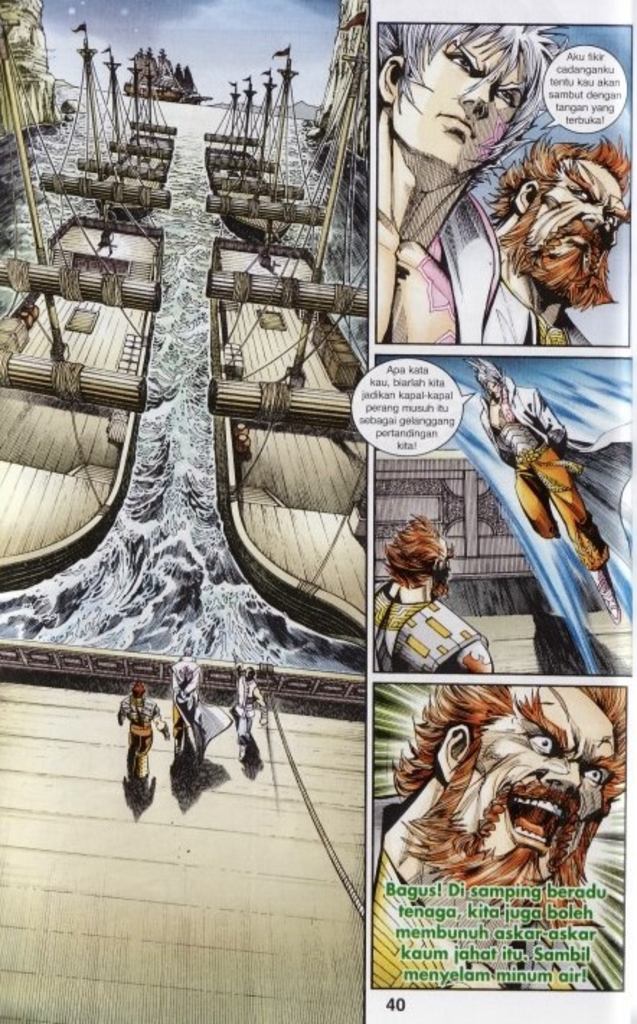 Aku fikir
cadanganku
tentu kau akan
sambut dengan
tangan yang
terbuka!
Apa kata
kau, biarlah kita
jadikan kapal-kapal
perang musuh itu
sebagai gelanggang
pertandingan
kita!
Bagus! Di samping beradu
tenaga, kita juga boleh
membunuh askar-askar
kaum jahat itu. Sambil
menyelam minum air!
40